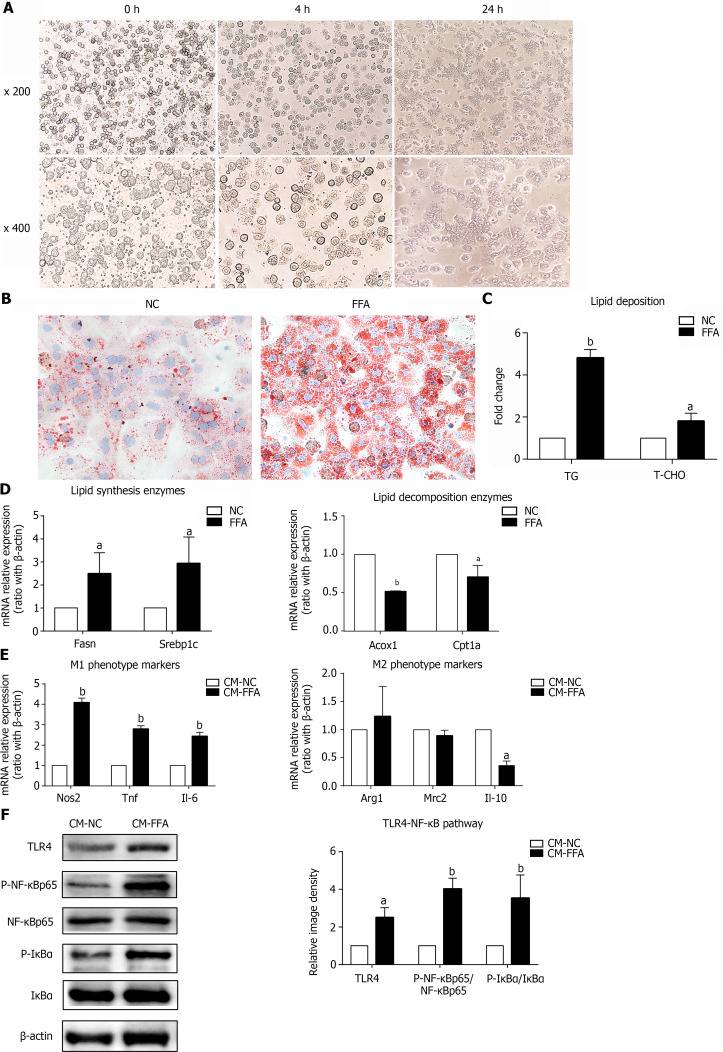 A
0 h 4 h 24 h
x 200
x 400
B
NC FFA
C
Lipid deposition
NC
FFA
Fold change
6
4
2
0
b
a
TG T-CHO
D
Lipid synthesis enzymes
NC
FFA
mRNA relative expression
(ratio with β-actin)
5
4
3
2
1
0
a a
Fasn Srebp1c
Lipid decomposition enzymes
NC
FFA
mRNA relative expression
(ratio with β-actin)
1.5
1.0
0.5
0.0
b a
Acox1 Cpt1a
E
M1 phenotype markers
CM-NC
CM-FFA
mRNA relative expression
(ratio with β-actin)
5
4
3
2
1
0
b b b
Nos2 Tnf Il-6
M2 phenotype markers
CM-NC
CM-FFA
mRNA relative expression
(ratio with β-actin)
2.0
1.5
1.0
0.5
0.0
a
Arg1 Mrc2 Il-10
F
CM-NC CM-FFA
TLR4
P-NF-κBp65
NF-κBp65
P-IκBα
IκBα
β-actin
TLR4-NF-κB pathway
CM-NC
CM-FFA
Relative image density
6
4
2
0
a b b
TLR4 P-NF-κBp65/ P-IκBα/IκBα
NF-κBp65